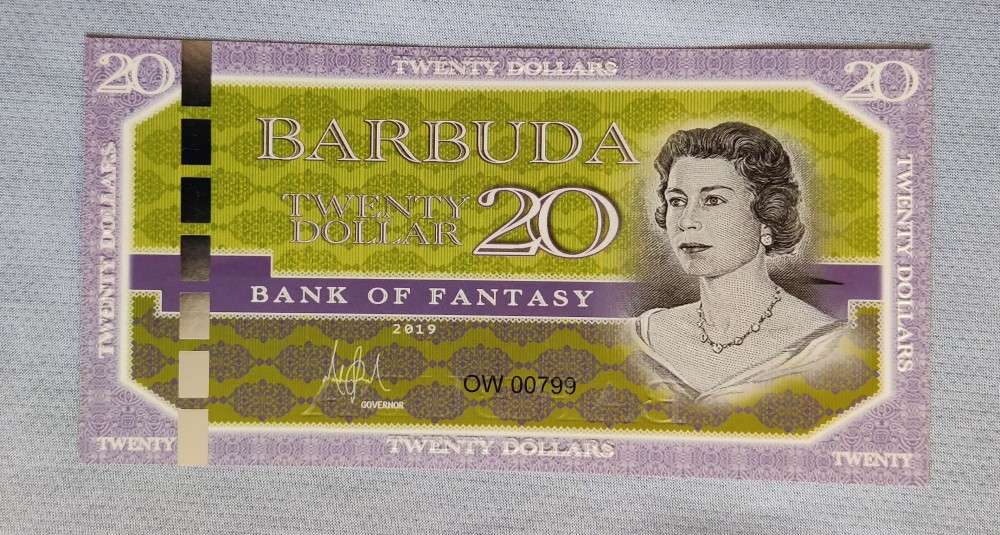 20
TWENTY DOLLARS
20
TWENTY DOLLARS
BARBUDA
TWENTY
DOLLAR
20
TWENTY DOLLARS
BANK OF FANTASY
2019
OW 00799
GOVERNOR
TWENTY
TWENTY DOLLARS
TWENTY